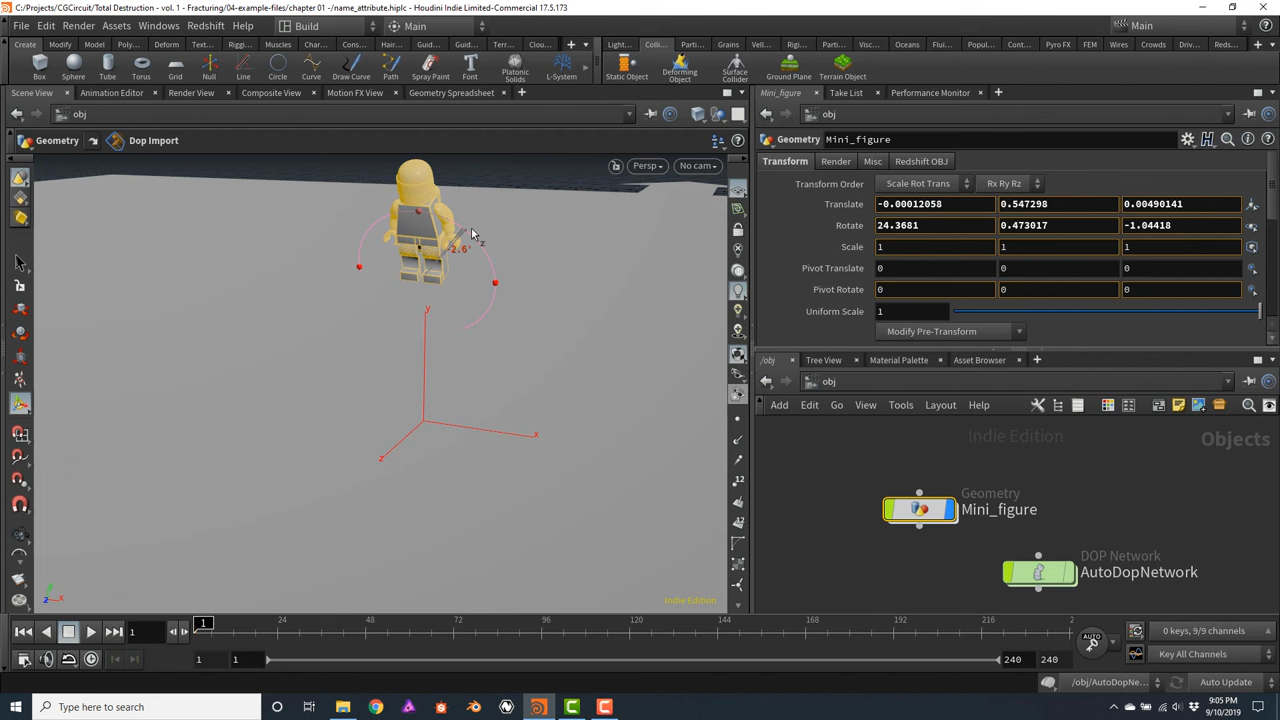 C:/Projects/CGCircuit/Total Destruction - vol. 1 - Fracturing/04-example-files/chapter 01 -/name_attribute.hiplc - Houdini Indie Limited-Commercial 17.5.173
File Edit Render Assets Windows Redshift Help Build Main Main
Create Modify Model Poly... Deform Text... Riggi... Muscles Char... Cons... Hair... Guid... Guid... Terr... Clou... Light... Colli... Parti... Grains Vell... Rigi... Parti... Visc... Oceans Flui... Popul... Cont... Pyro FX FEM Wires Crowds Driv... Reds...
Box Sphere Tube Torus Grid Null Line Circle Curve Draw Curve Path Spray Paint Font Platonic Solids L-System Static Object Deforming Object Surface Collider Ground Plane Terrain Object
Scene View Animation Editor Render View Composite View Motion FX View Geometry Spreadsheet
Mini_figure Take List Performance Monitor
obj
obj
Geometry Dop Import
Geometry Mini_figure
Persp No cam
Transform Render Misc Redshift OBJ
Transform Order Scale Rot Trans Rx Ry Rz
Translate -0.00012058 0.547298 0.00490141
Rotate 24.3681 0.473017 -1.04418
Scale 1 1 1
Pivot Translate 0 0 0
Pivot Rotate 0 0 0
Uniform Scale 1
Modify Pre-Transform
-2.6°
z
y
x
z
/obj Tree View Material Palette Asset Browser
obj
Add Edit Go View Tools Layout Help
Indie Edition Objects
Geometry
Mini_figure
DOP Network
AutoDopNetwork
12
12
z x
Indie Edition
1 1 24 48 72 96 120 144 168 192 216 2
AUTO
0 keys, 9/9 channels
1 1 240 240
Key All Channels
/obj/AutoDopNe... Auto Update
Type here to search
9:05 PM
9/10/2019